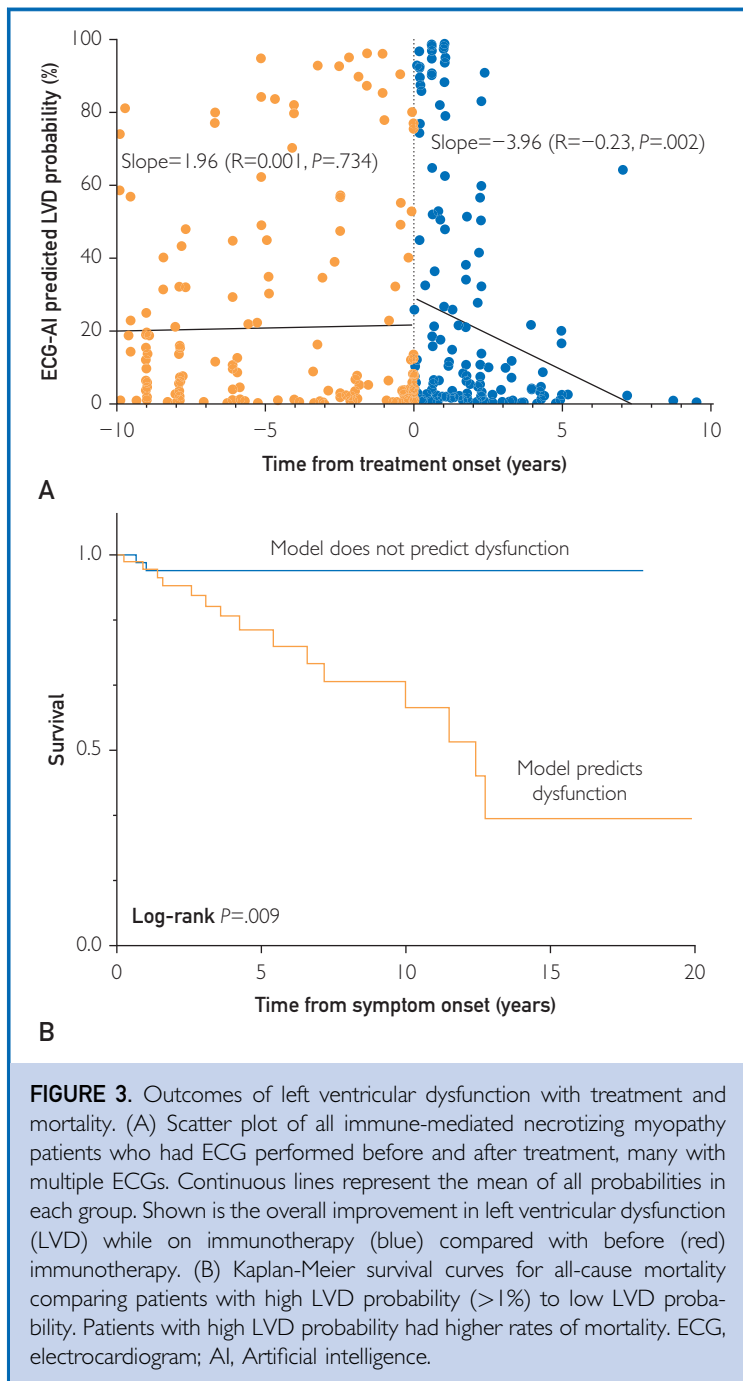 100
80
60
40
20
0
ECG-AI predicted LVD probability (%)
Slope=1.96 (R=0.001, P=.734)
Slope=−3.96 (R=−0.23, P=.002)
−10
−5
0
5
10
Time from treatment onset (years)
A
1.0
0.5
0.0
Survival
Model does not predict dysfunction
Model predicts
dysfunction
Log-rank P=.009
0
5
10
15
20
Time from symptom onset (years)
B
FIGURE 3. Outcomes of left ventricular dysfunction with treatment and
mortality. (A) Scatter plot of all immune-mediated necrotizing myopathy
patients who had ECG performed before and after treatment, many with
multiple ECGs. Continuous lines represent the mean of all probabilities in
each group. Shown is the overall improvement in left ventricular dysfunction
(LVD) while on immunotherapy (blue) compared with before (red)
immunotherapy. (B) Kaplan-Meier survival curves for all-cause mortality
comparing patients with high LVD probability (>1%) to low LVD proba-
bility. Patients with high LVD probability had higher rates of mortality. ECG,
electrocardiogram; AI, Artificial intelligence.